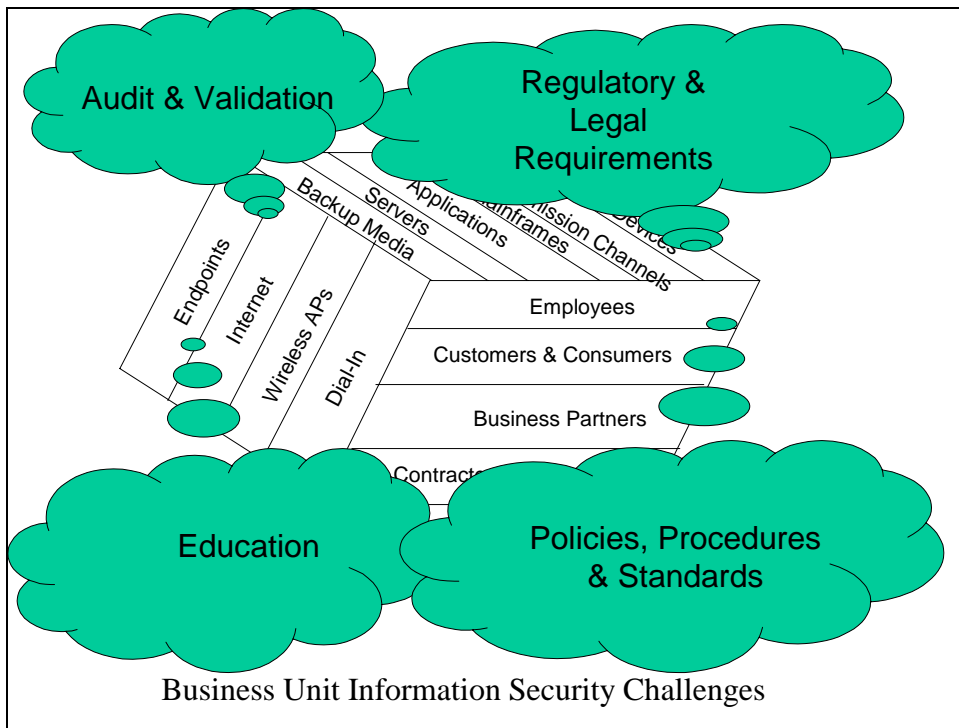 Audit & Validation
Regulatory &
Legal
Requirements
Backup Media
Servers
Applications
Channels
Endpoints
Internet
Wireless APs
Dial-In
Employees
Customers & Consumers
Business Partners
Education
Policies, Procedures
& Standards
Business Unit Information Security Challenges